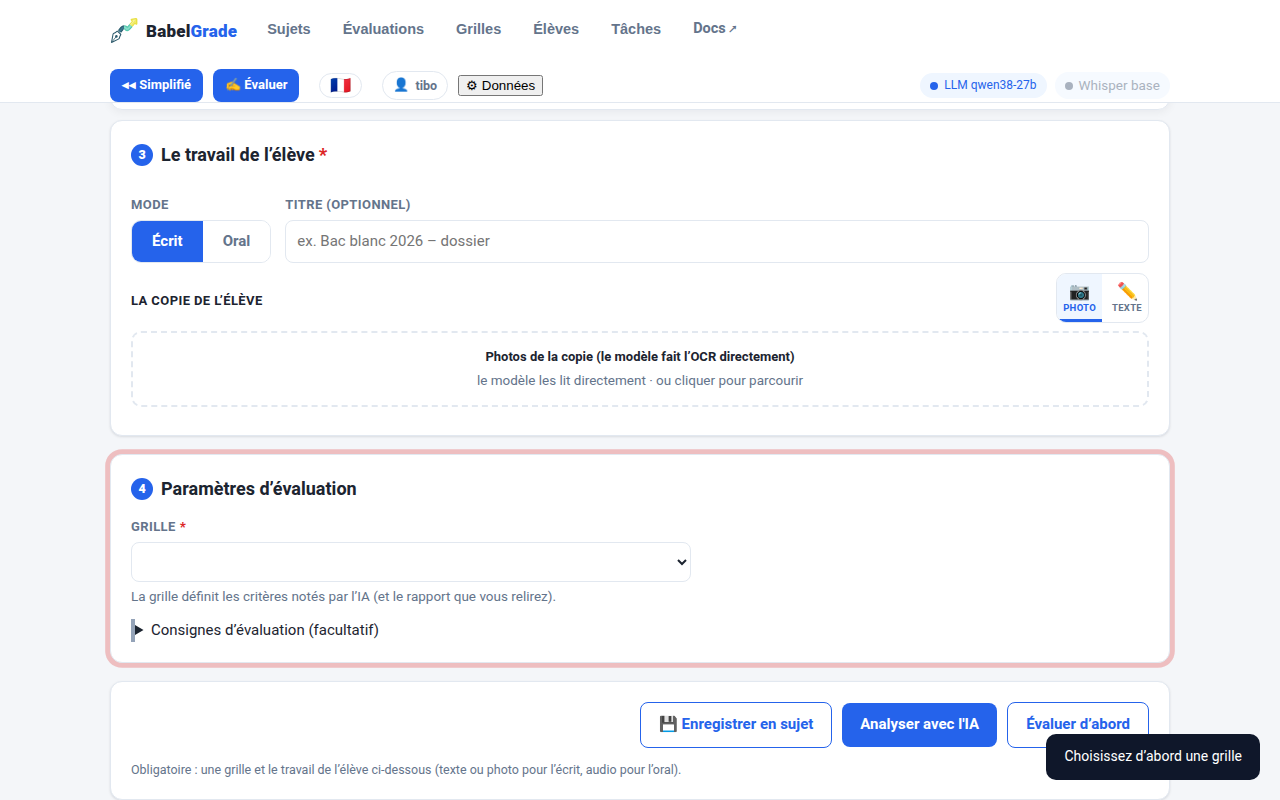 BabelGrade
Sujets
Évaluations
Grilles
Élèves
Tâches
Docs ↗
◀◀ Simplifié
✍️ Évaluer
🇫🇷
👤 tibo
⚙ Données
LLM qwen38-27b
Whisper base
3 Le travail de l’élève *
MODE
TITRE (OPTIONNEL)
Écrit
Oral
ex. Bac blanc 2026 – dossier
LA COPIE DE L’ÉLÈVE
📷 PHOTO
✏️ TEXTE
Photos de la copie (le modèle fait l’OCR directement)
le modèle les lit directement · ou cliquer pour parcourir
4 Paramètres d’évaluation
GRILLE *
La grille définit les critères notés par l’IA (et le rapport que vous relirez).
▶ Consignes d’évaluation (facultatif)
💾 Enregistrer en sujet
Analyser avec l'IA
Évaluer d’abord
Choisissez d’abord une grille
Obligatoire : une grille et le travail de l’élève ci-dessous (texte ou photo pour l’écrit, audio pour l’oral).